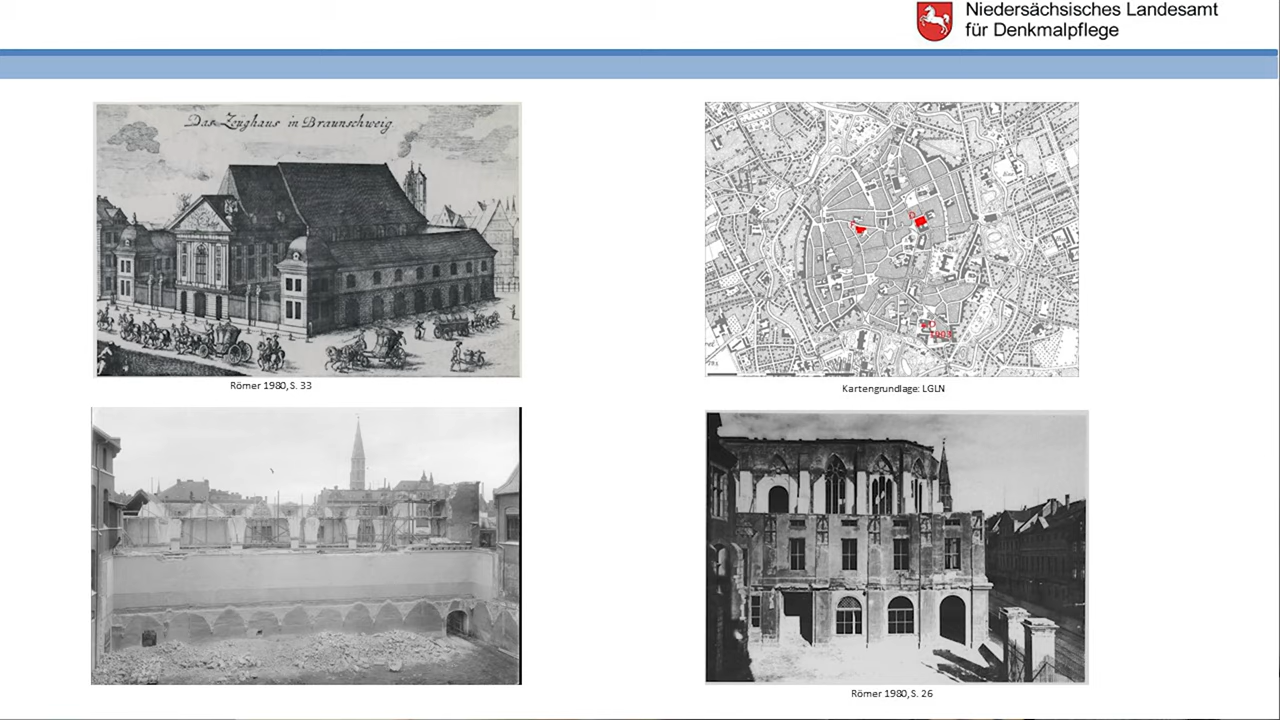 Niedersächsisches Landesamt
für Denkmalpflege
Das Zeughaus in Braunschweig
Römer 1980, S. 33
Kartengrundlage: LGLN
Römer 1980, S. 26